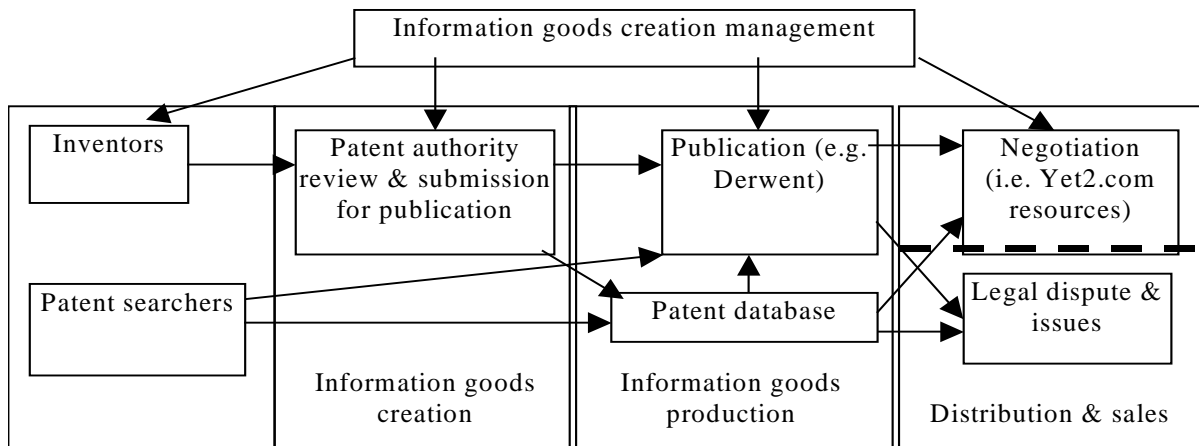 Information goods creation management
Inventors
Patent authority
review & submission
for publication
Publication (e.g.
Derwent)
Negotiation
(i.e. Yet2.com
resources)
Patent searchers
Patent database
Legal dispute &
issues
Information goods
creation
Information goods
production
Distribution & sales